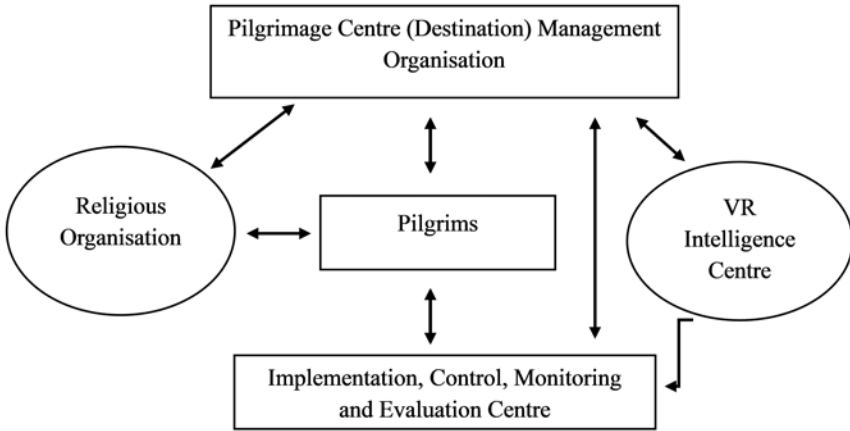 Pilgrimage Centre (Destination) Management
Organisation
Religious
Organisation
Pilgrims
VR
Intelligence
Centre
Implementation, Control, Monitoring
and Evaluation Centre